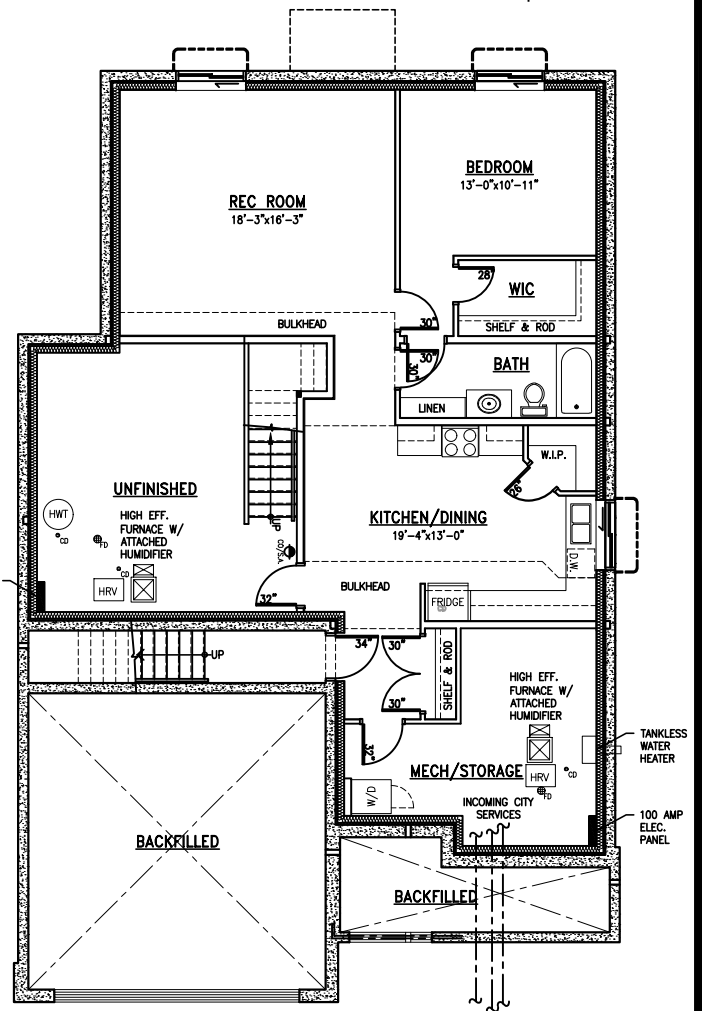 BEDROOM
13'-0"x10'-11"
REC ROOM
18'-3"x16'-3"
28"
WIC
SHELF & ROD
BULKHEAD
30"
30"
30"
BATH
LINEN
W.I.P.
26"
UNFINISHED
HIGH EFF.
FURNACE W/
ATTACHED
HUMIDIFIER
HWT
CD
FD
CD
HRV
UP
CO/S.A.
32"
KITCHEN/DINING
19'-4"x13'-0"
D.W.
BULKHEAD
FRIDGE
CD
UP
34"
30"
30"
SHELF & ROD
HIGH EFF.
FURNACE W/
ATTACHED
HUMIDIFIER
32"
MECH/STORAGE
HRV
CD
FD
TANKLESS
WATER
HEATER
W/D
INCOMING CITY
SERVICES
100 AMP
ELEC.
PANEL
BACKFILLED
BACKFILLED